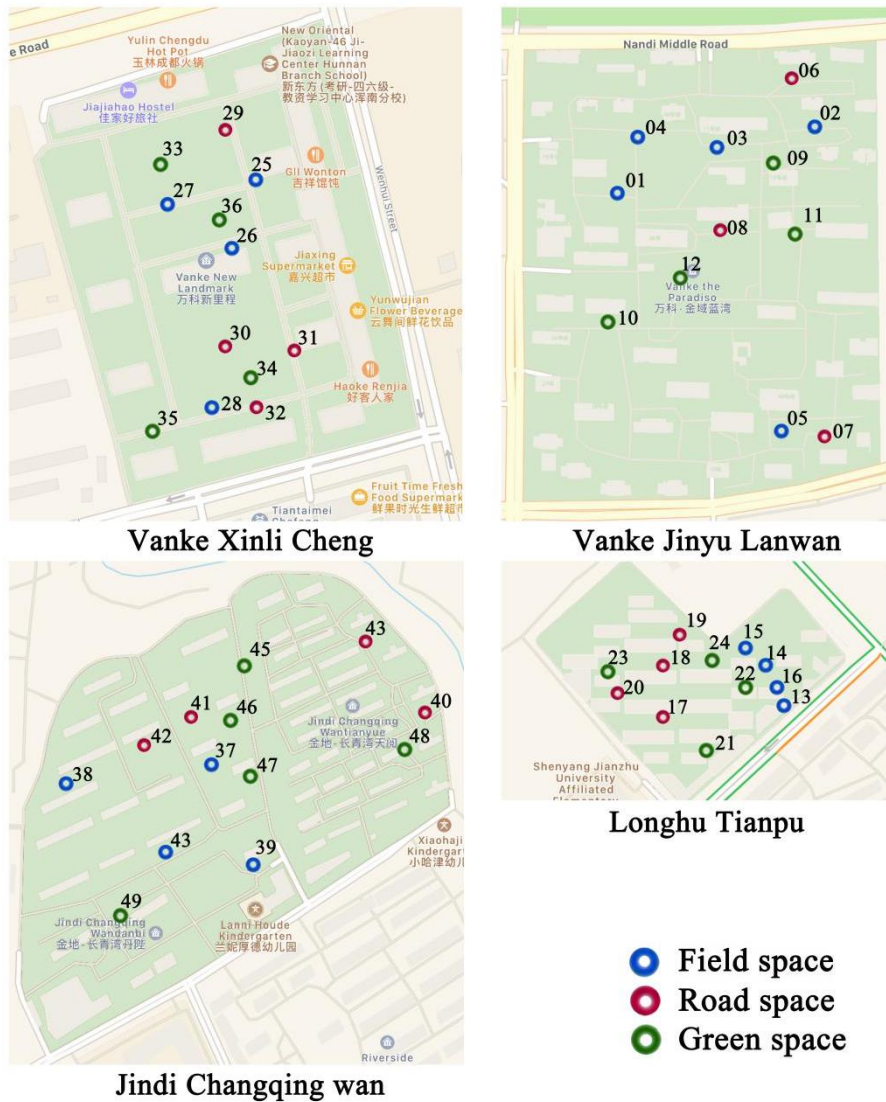 e Road
Yulin Chengdu
Hot Pot
玉林成都火锅
New Oriental
(Kaoyan-46 Ji-
Jiaozi Learning
Center Hunnan
Branch School)
新东方(考研-四六级-
教资学习中心浑南分校)
Jiajiahao Hostel
佳家好旅社
29
33
25
Gll Wonton
吉祥馄饨
27
36
26
Wenhui Street
Vanke New
Landmark
万科新里程
Jiaxing
Supermarket
嘉兴超市
Yunwujian
Flower Beverage
云舞间鲜花饮品
30
31
34
Haoke Renjia
好客人家
28
32
35
Fruit Time Fresh
Food Supermark
鲜果时光生鲜超市
Tiantaimei
Vanke Xinli Cheng
Nandi Middle Road
06
02
04
03
09
01
08
11
12
Vanke the
Paradiso
万科·金域蓝湾
10
05
07
Vanke Jinyu Lanwan
43
45
41
46
Jindi Changqing
Wantianyue
金地·长青湾天阅
40
42
37
48
38
47
43
39
Xiaohaji
Kindergart
小哈津幼儿
49
Jindi Changqing
Wandanbi
金地·长青湾丹陛
Lanni Houde
Kindergarten
兰妮厚德幼儿园
Riverside
Jindi Changqing wan
19
15
24
14
23
18
22
16
20
13
17
21
Shenyang Jianzhu
University
Affiliated
Longhu Tianpu
Field space
Road space
Green space